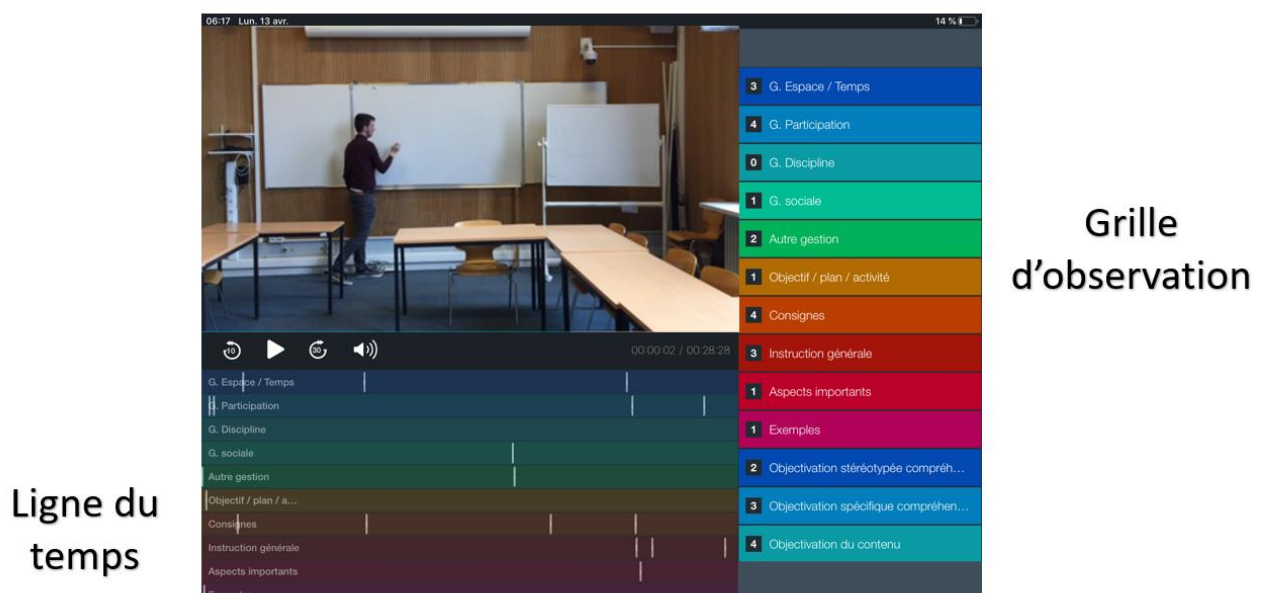 06:17 Lun. 13 avr.
14 %
3 G. Espace / Temps
4 G. Participation
0 G. Discipline
1 G. sociale
2 Autre gestion
1 Objectif / plan / activité
4 Consignes
3 Instruction générale
1 Aspects importants
1 Exemples
2 Objectivation stéréotypée compréh...
3 Objectivation spécifique compréhen...
4 Objectivation du contenu
Grille
d'observation
10
30
00:00:02 / 00:28:28
G. Espace / Temps
G. Participation
G. Discipline
G. sociale
Autre gestion
Objectif / plan / a...
Consignes
Instruction générale
Aspects importants
Ligne du
temps